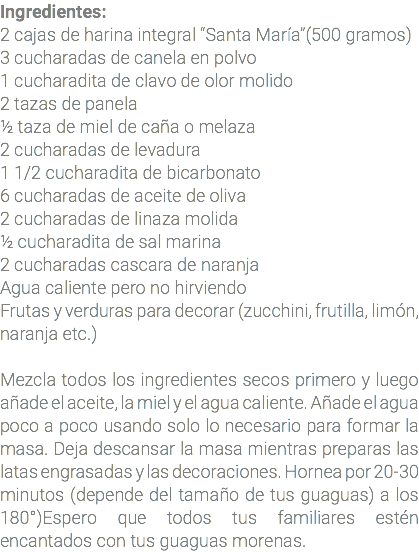 Ingredientes:
2 cajas de harina integral “Santa María”(500 gramos)
3 cucharadas de canela en polvo
1 cucharadita de clavo de olor molido
2 tazas de panela
½ taza de miel de caña o melaza
2 cucharadas de levadura
1 1/2 cucharadita de bicarbonato
6 cucharadas de aceite de oliva
2 cucharadas de linaza molida
½ cucharadita de sal marina
2 cucharadas cascara de naranja
Agua caliente pero no hirviendo
Frutas y verduras para decorar (zucchini, frutilla, limón,
naranja etc.)
Mezcla todos los ingredientes secos primero y luego
añade el aceite, la miel y el agua caliente. Añade el agua
poco a poco usando solo lo necesario para formar la
masa. Deja descansar la masa mientras preparas las
latas engrasadas y las decoraciones. Hornea por 20-30
minutos (depende del tamaño de tus guaguas) a los
180°)Espero que todos tus familiares estén
encantados con tus guaguas morenas.